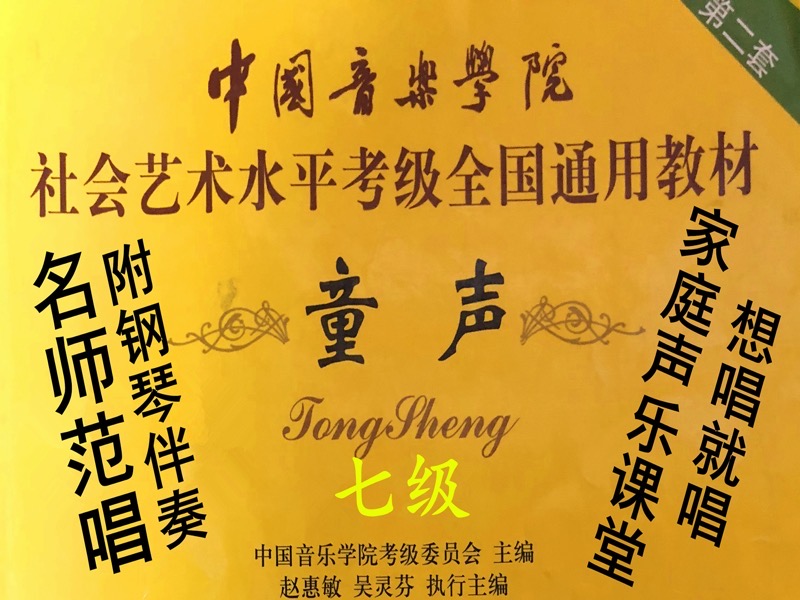 第二套
中國音樂學院
社会艺术水平考级全国通用教材
童声
TongSheng
七级
名师范唱
附钢琴伴奏
家庭声乐课堂
想唱就唱
中国音乐学院考级委员会 主编
赵惠敏 吴灵芬 执行主编